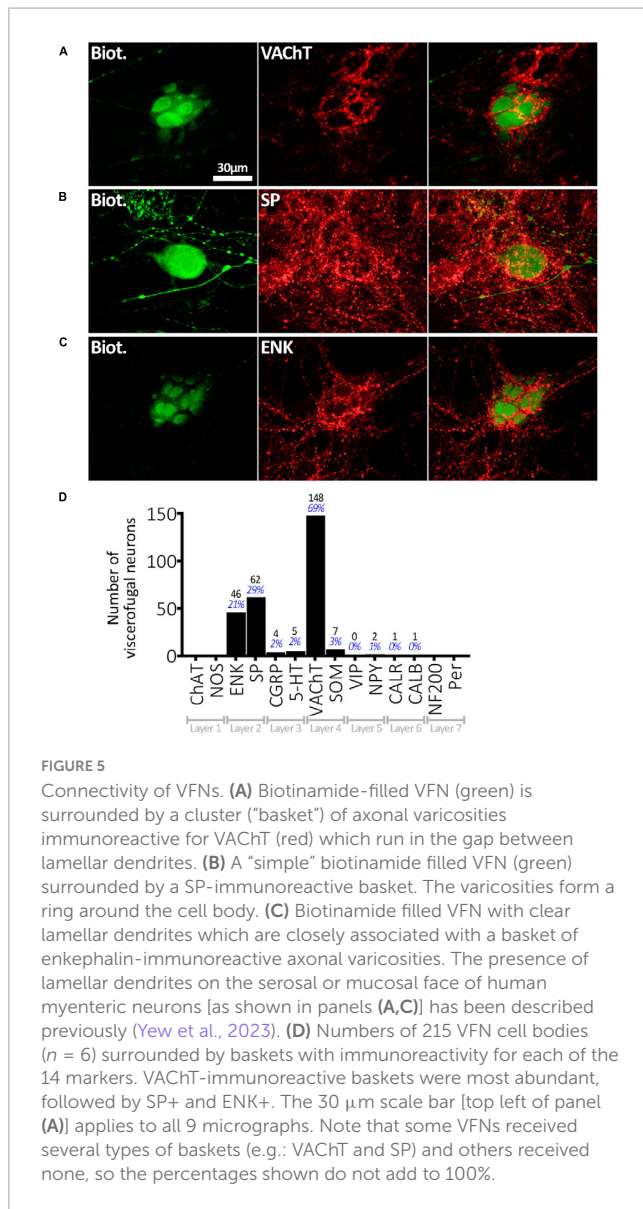 A
Biot.
VAChT
30μm
B
Biot.
SP
C
Biot.
ENK
D
Number of
viscerofugal neurons
150
100
50
0
46
21%
62
29%
4
2%
5
2%
148
69%
7
3%
0
0%
2
1%
1
0%
1
0%
ChAT
NOS
ENK
SP
CGRP
5-HT
VAChT
SOM
VIP
NPY
CALR
CALB
NF200
Per
Layer 1
Layer 2
Layer 3
Layer 4
Layer 5
Layer 6
Layer 7
FIGURE 5
Connectivity of VFNs. (A) Biotinamide-filled VFN (green) is
surrounded by a cluster (“basket”) of axonal varicosities
immunoreactive for VAChT (red) which run in the gap between
lamellar dendrites. (B) A “simple” biotinamide filled VFN (green)
surrounded by a SP-immunoreactive basket. The varicosities form a
ring around the cell body. (C) Biotinamide filled VFN with clear
lamellar dendrites which are closely associated with a basket of
enkephalin-immunoreactive axonal varicosities. The presence of
lamellar dendrites on the serosal or mucosal face of human
myenteric neurons [as shown in panels (A,C)] has been described
previously (Yew et al., 2023). (D) Numbers of 215 VFN cell bodies
(n = 6) surrounded by baskets with immunoreactivity for each of the
14 markers. VAChT-immunoreactive baskets were most abundant,
followed by SP+ and ENK+. The 30 μm scale bar [top left of panel
(A)] applies to all 9 micrographs. Note that some VFNs received
several types of baskets (e.g.: VAChT and SP) and others received
none, so the percentages shown do not add to 100%.